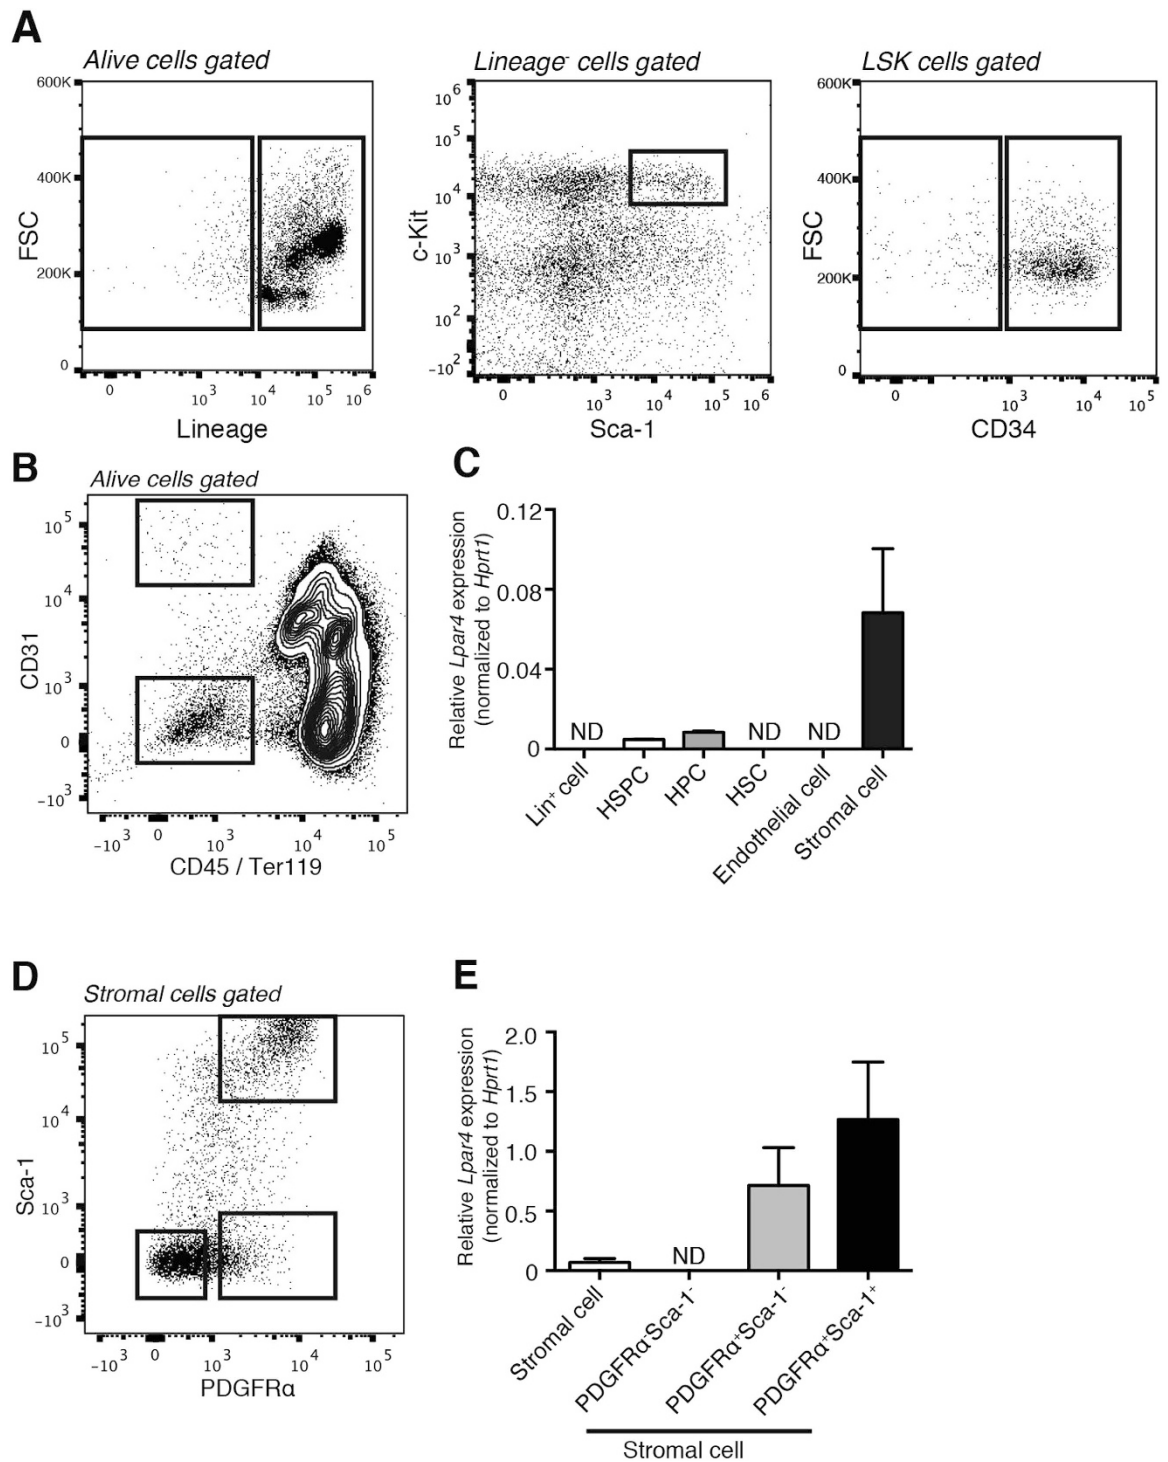 A
Alive cells gated
600K
400K
200K
0
FSC
0 10³ 10⁴ 10⁵ 10⁶
Lineage
Lineage⁻ cells gated
10⁶
10⁵
10⁴
10³
10²
-10²
c-Kit
0 10³ 10⁴ 10⁵ 10⁶
Sca-1
LSK cells gated
600K
400K
200K
0
FSC
0 10³ 10⁴ 10⁵
CD34
B
Alive cells gated
10⁵
10⁴
10³
0
-10³
CD31
-10³ 0 10³ 10⁴ 10⁵
CD45 / Ter119
C
Relative Lpar4 expression
(normalized to Hprt1)
0.12
0.08
0.04
0
ND
ND
ND
Lin⁺ cell
HSPC
HPC
HSC
Endothelial cell
Stromal cell
D
Stromal cells gated
10⁵
10⁴
10³
0
-10³
Sca-1
-10³ 0 10³ 10⁴ 10⁵
PDGFRα
E
Relative Lpar4 expression
(normalized to Hprt1)
2.0
1.5
1.0
0.5
0
ND
Stromal cell
PDGFRα⁻Sca-1⁻
PDGFRα⁺Sca-1⁻
PDGFRα⁺Sca-1⁺
Stromal cell